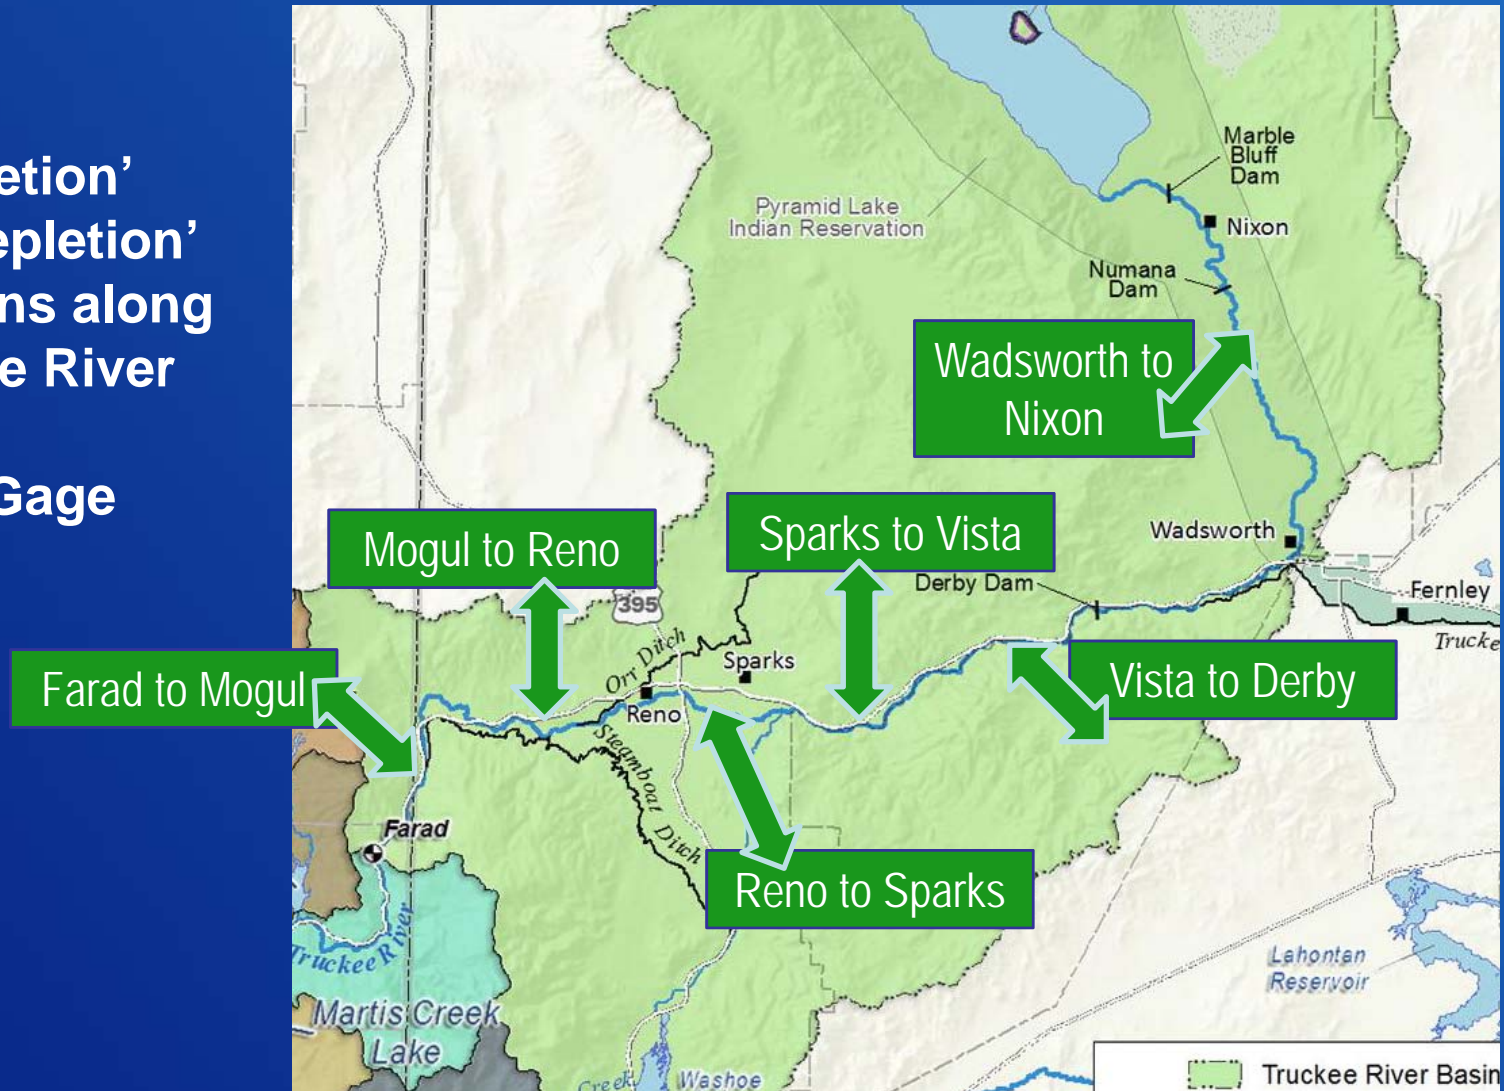 etion’
epletion’
ns along
e River
Gage
Marble
Bluff
Dam
Pyramid Lake
Indian Reservation
Nixon
Numana
Dam
Wadsworth to
Nixon
Mogul to Reno
Sparks to Vista
Wadsworth
Derby Dam
Fernley
Trucke
395
Orr Ditch
Sparks
Farad to Mogul
Reno
Vista to Derby
Steamboat Ditch
Farad
Reno to Sparks
Truckee River
Lahontan
Reservoir
Martis Creek
Lake
Creek
Washoe
Truckee River Basin